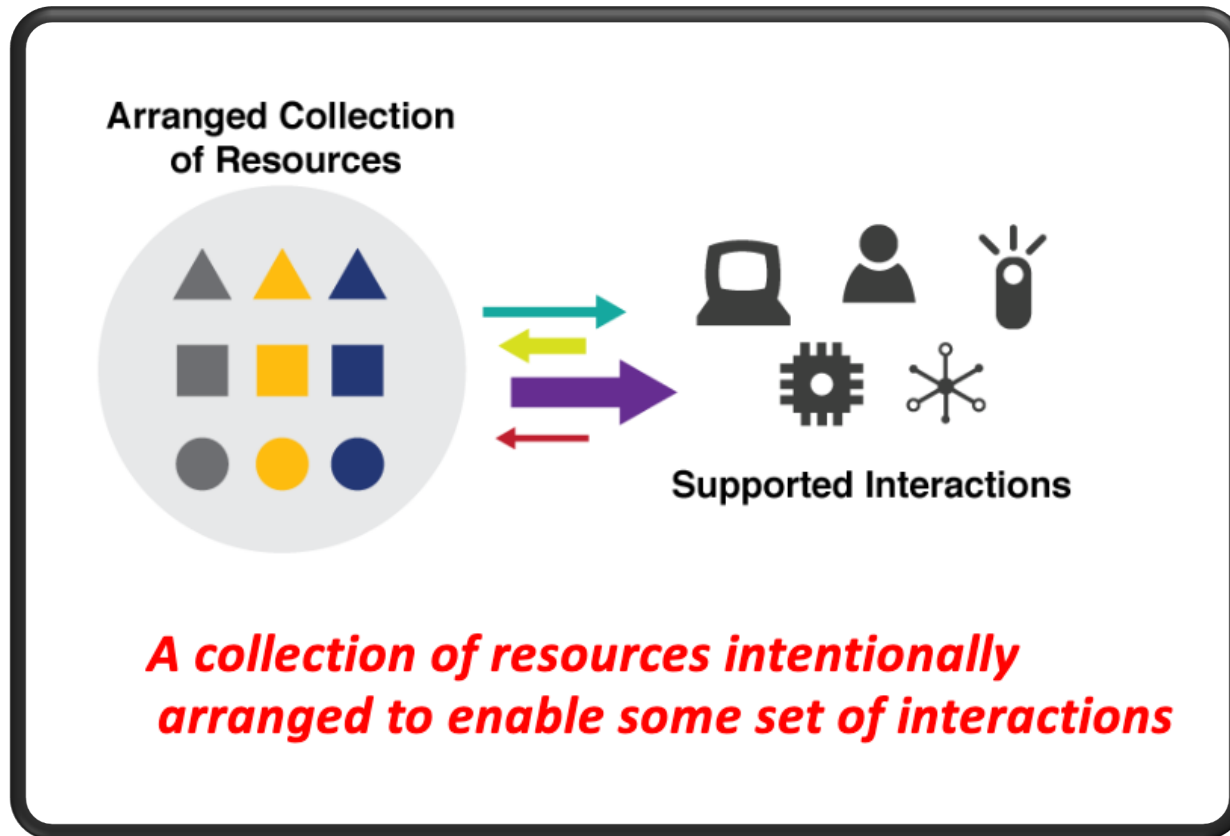 Arranged Collection
of Resources
Supported Interactions
A collection of resources intentionally
arranged to enable some set of interactions